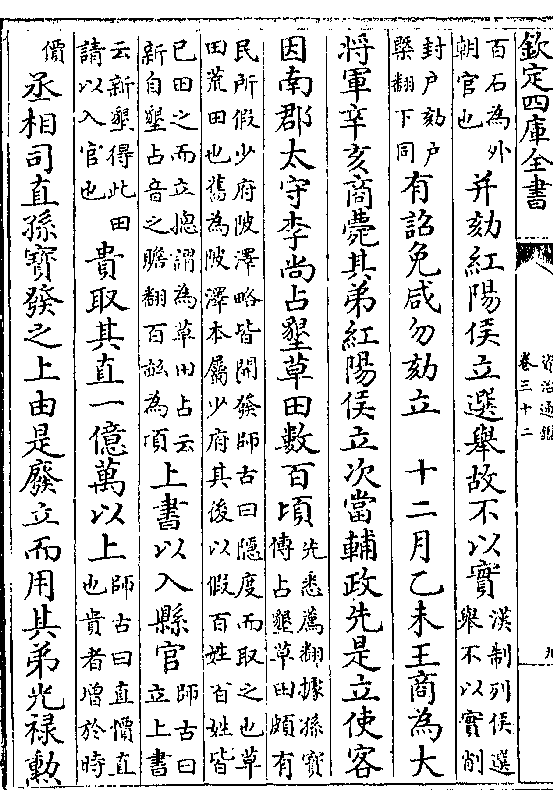 欽定四庫全書
資治通鑑
卷三十二
九
百石為外
朝官也
并劾紅陽侯立選舉故不以實
漢制列侯選
舉不以實削
封户劾户
槩翻下同
有詔免咸勿劾立　十二月乙未王商為大
將軍辛亥商薨其弟紅陽侯立次當輔政先是立使客
因南郡太守李尚占墾草田數百頃
先悉薦翻據孫寶
傳占墾草田頗有
民所假少府陂澤略皆開發師古曰隱度而取之也草
田荒田也舊為陂澤本屬少府其後以假百姓百姓皆
已田之而立揔謂為草田占云
新自墾占音之贍翻百畝為項
上書以入縣官
師古曰
立上書
云新墾得此田
請以入官也
貴取其直一億萬以上
師古曰直價直
也貴者增於時
價
丞相司直孫寳發之上由是廢立而用其弟光禄勲